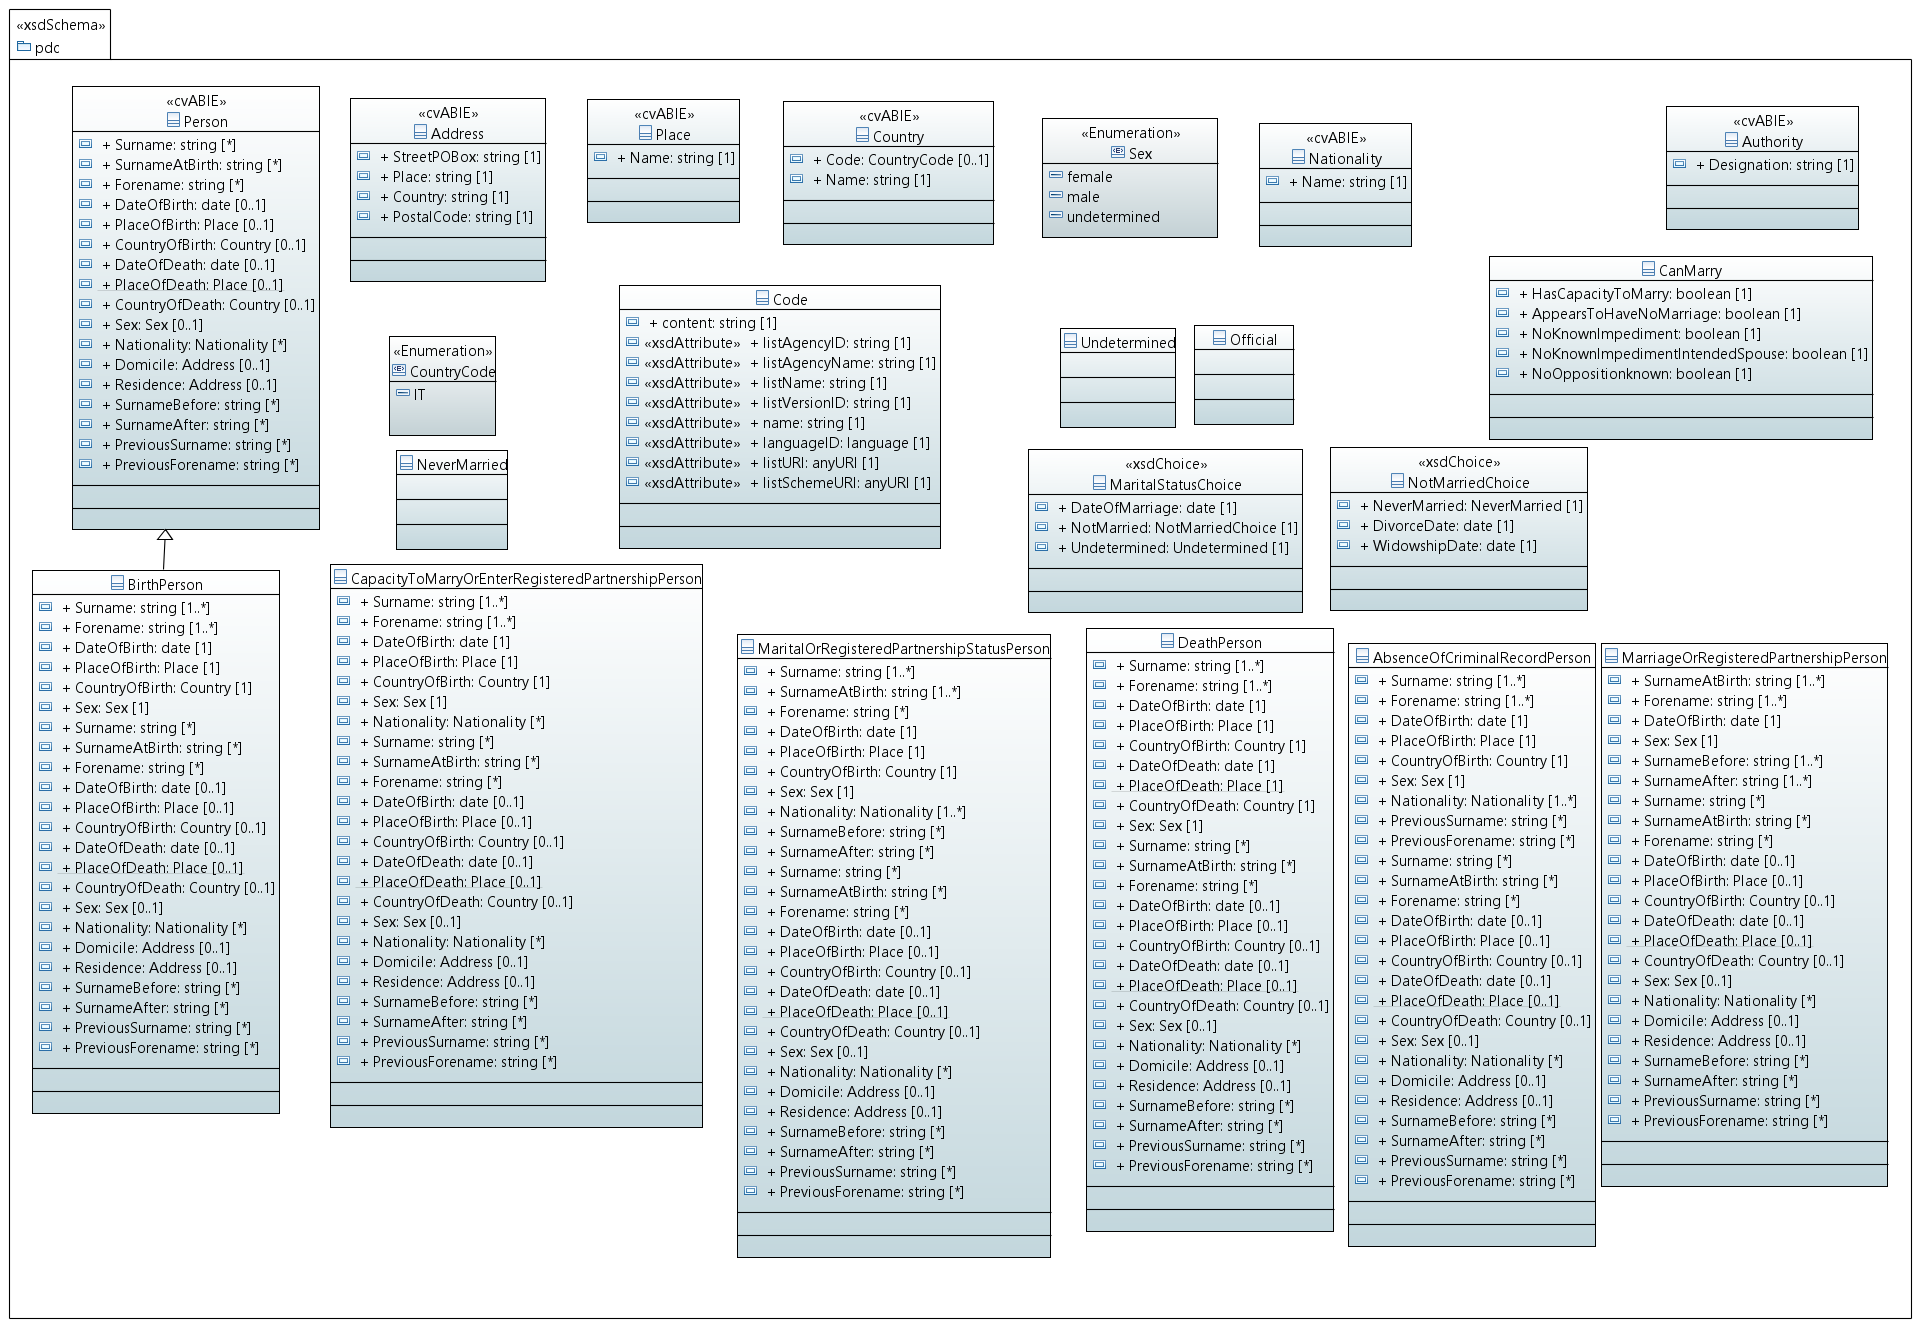 «xsdSchema»
pdc
«cvABIE»
Person
+ Surname: string [*]
+ SurnameAtBirth: string [*]
+ Forename: string [*]
+ DateOfBirth: date [0..1]
+ PlaceOfBirth: Place [0..1]
+ CountryOfBirth: Country [0..1]
+ DateOfDeath: date [0..1]
+ PlaceOfDeath: Place [0..1]
+ CountryOfDeath: Country [0..1]
+ Sex: Sex [0..1]
+ Nationality: Nationality [*]
+ Domicile: Address [0..1]
+ Residence: Address [0..1]
+ SurnameBefore: string [*]
+ SurnameAfter: string [*]
+ PreviousSurname: string [*]
+ PreviousForename: string [*]
«cvABIE»
Address
+ StreetPOBox: string [1]
+ Place: string [1]
+ Country: string [1]
+ PostalCode: string [1]
«cvABIE»
Place
+ Name: string [1]
«cvABIE»
Country
+ Code: CountryCode [0..1]
+ Name: string [1]
«Enumeration»
Sex
female
male
undetermined
«cvABIE»
Nationality
+ Name: string [1]
«cvABIE»
Authority
+ Designation: string [1]
CanMarry
+ HasCapacityToMarry: boolean [1]
+ AppearsToHaveNoMarriage: boolean [1]
+ NoKnownImpediment: boolean [1]
+ NoKnownImpedimentIntendedSpouse: boolean [1]
+ NoOppositionknown: boolean [1]
«Enumeration»
CountryCode
IT
Code
+ content: string [1]
«xsdAttribute» + listAgencyID: string [1]
«xsdAttribute» + listAgencyName: string [1]
«xsdAttribute» + listName: string [1]
«xsdAttribute» + listVersionID: string [1]
«xsdAttribute» + name: string [1]
«xsdAttribute» + languageID: language [1]
«xsdAttribute» + listURI: anyURI [1]
«xsdAttribute» + listSchemeURI: anyURI [1]
Undetermined
Official
NeverMarried
«xsdChoice»
MaritalStatusChoice
+ DateOfMarriage: date [1]
+ NotMarried: NotMarriedChoice [1]
+ Undetermined: Undetermined [1]
«xsdChoice»
NotMarriedChoice
+ NeverMarried: NeverMarried [1]
+ DivorceDate: date [1]
+ WidowshipDate: date [1]
BirthPerson
+ Surname: string [1..*]
+ Forename: string [1..*]
+ DateOfBirth: date [1]
+ PlaceOfBirth: Place [1]
+ CountryOfBirth: Country [1]
+ Sex: Sex [1]
+ Surname: string [*]
+ SurnameAtBirth: string [*]
+ Forename: string [*]
+ DateOfBirth: date [0..1]
+ PlaceOfBirth: Place [0..1]
+ CountryOfBirth: Country [0..1]
+ DateOfDeath: date [0..1]
+ PlaceOfDeath: Place [0..1]
+ CountryOfDeath: Country [0..1]
+ Sex: Sex [0..1]
+ Nationality: Nationality [*]
+ Domicile: Address [0..1]
+ Residence: Address [0..1]
+ SurnameBefore: string [*]
+ SurnameAfter: string [*]
+ PreviousSurname: string [*]
+ PreviousForename: string [*]
CapacityToMarryOrEnterRegisteredPartnershipPerson
+ Surname: string [1..*]
+ Forename: string [1..*]
+ DateOfBirth: date [1]
+ PlaceOfBirth: Place [1]
+ CountryOfBirth: Country [1]
+ Sex: Sex [1]
+ Nationality: Nationality [*]
+ Surname: string [*]
+ SurnameAtBirth: string [*]
+ Forename: string [*]
+ DateOfBirth: date [0..1]
+ PlaceOfBirth: Place [0..1]
+ CountryOfBirth: Country [0..1]
+ DateOfDeath: date [0..1]
+ PlaceOfDeath: Place [0..1]
+ CountryOfDeath: Country [0..1]
+ Sex: Sex [0..1]
+ Nationality: Nationality [*]
+ Domicile: Address [0..1]
+ Residence: Address [0..1]
+ SurnameBefore: string [*]
+ SurnameAfter: string [*]
+ PreviousSurname: string [*]
+ PreviousForename: string [*]
MaritalOrRegisteredPartnershipStatusPerson
+ Surname: string [1..*]
+ SurnameAtBirth: string [1..*]
+ Forename: string [*]
+ DateOfBirth: date [1]
+ PlaceOfBirth: Place [1]
+ CountryOfBirth: Country [1]
+ Sex: Sex [1]
+ Nationality: Nationality [1..*]
+ SurnameBefore: string [*]
+ SurnameAfter: string [*]
+ Surname: string [*]
+ SurnameAtBirth: string [*]
+ Forename: string [*]
+ DateOfBirth: date [0..1]
+ PlaceOfBirth: Place [0..1]
+ CountryOfBirth: Country [0..1]
+ DateOfDeath: date [0..1]
+ PlaceOfDeath: Place [0..1]
+ CountryOfDeath: Country [0..1]
+ Sex: Sex [0..1]
+ Nationality: Nationality [*]
+ Domicile: Address [0..1]
+ Residence: Address [0..1]
+ SurnameBefore: string [*]
+ SurnameAfter: string [*]
+ PreviousSurname: string [*]
+ PreviousForename: string [*]
DeathPerson
+ Surname: string [1..*]
+ Forename: string [1..*]
+ DateOfBirth: date [1]
+ PlaceOfBirth: Place [1]
+ CountryOfBirth: Country [1]
+ DateOfDeath: date [1]
+ PlaceOfDeath: Place [1]
+ CountryOfDeath: Country [1]
+ Sex: Sex [1]
+ Surname: string [*]
+ SurnameAtBirth: string [*]
+ Forename: string [*]
+ DateOfBirth: date [0..1]
+ PlaceOfBirth: Place [0..1]
+ CountryOfBirth: Country [0..1]
+ DateOfDeath: date [0..1]
+ PlaceOfDeath: Place [0..1]
+ CountryOfDeath: Country [0..1]
+ Sex: Sex [0..1]
+ Nationality: Nationality [*]
+ Domicile: Address [0..1]
+ Residence: Address [0..1]
+ SurnameBefore: string [*]
+ SurnameAfter: string [*]
+ PreviousSurname: string [*]
+ PreviousForename: string [*]
AbsenceOfCriminalRecordPerson
+ Surname: string [1..*]
+ Forename: string [1..*]
+ DateOfBirth: date [1]
+ PlaceOfBirth: Place [1]
+ CountryOfBirth: Country [1]
+ Sex: Sex [1]
+ Nationality: Nationality [1..*]
+ PreviousSurname: string [*]
+ PreviousForename: string [*]
+ Surname: string [*]
+ SurnameAtBirth: string [*]
+ Forename: string [*]
+ DateOfBirth: date [0..1]
+ PlaceOfBirth: Place [0..1]
+ CountryOfBirth: Country [0..1]
+ DateOfDeath: date [0..1]
+ PlaceOfDeath: Place [0..1]
+ CountryOfDeath: Country [0..1]
+ Sex: Sex [0..1]
+ Nationality: Nationality [*]
+ Domicile: Address [0..1]
+ Residence: Address [0..1]
+ SurnameBefore: string [*]
+ SurnameAfter: string [*]
+ PreviousSurname: string [*]
+ PreviousForename: string [*]
MarriageOrRegisteredPartnershipPerson
+ SurnameAtBirth: string [1..*]
+ Forename: string [1..*]
+ DateOfBirth: date [1]
+ Sex: Sex [1]
+ SurnameBefore: string [1..*]
+ SurnameAfter: string [1..*]
+ Surname: string [*]
+ SurnameAtBirth: string [*]
+ Forename: string [*]
+ DateOfBirth: date [0..1]
+ PlaceOfBirth: Place [0..1]
+ CountryOfBirth: Country [0..1]
+ DateOfDeath: date [0..1]
+ PlaceOfDeath: Place [0..1]
+ CountryOfDeath: Country [0..1]
+ Sex: Sex [0..1]
+ Nationality: Nationality [*]
+ Domicile: Address [0..1]
+ Residence: Address [0..1]
+ SurnameBefore: string [*]
+ SurnameAfter: string [*]
+ PreviousSurname: string [*]
+ PreviousForename: string [*]